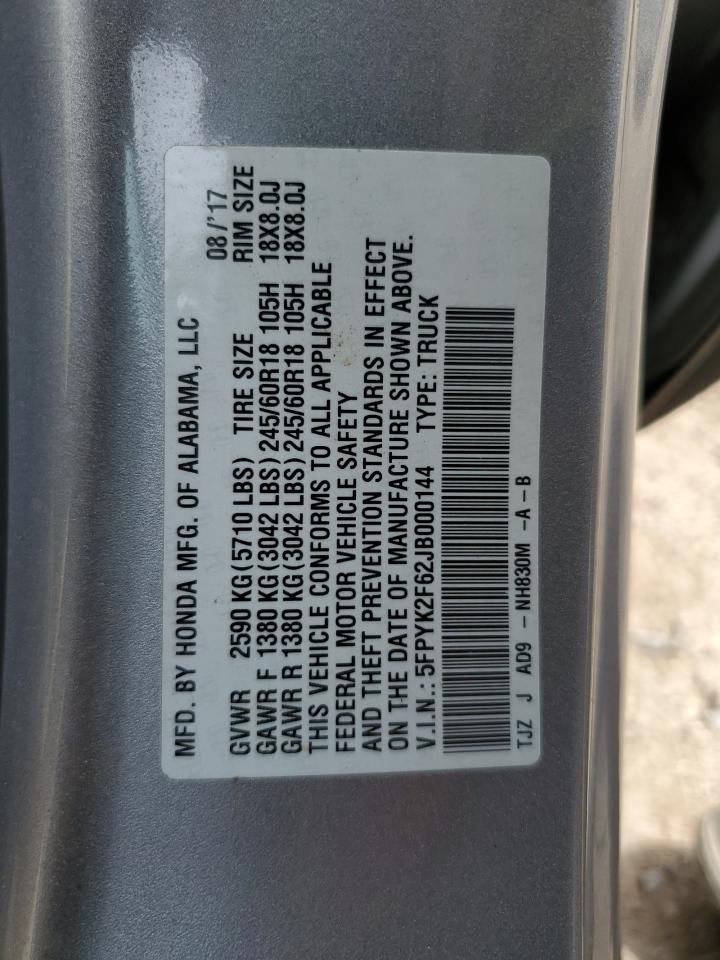 MFD. BY HONDA MFG. OF ALABAMA, LLC 08/'17
GVWR 2590 KG(5710 LBS) TIRE SIZE RIM SIZE
GAWR F 1380 KG(3042 LBS)245/60R18 105H 18X8.0J
GAWR R 1380 KG(3042 LBS)245/60R18 105H 18X8.0J
THIS VEHICLE CONFORMS TO ALL APPLICABLE
FEDERAL MOTOR VEHICLE SAFETY
AND THEFT PREVENTION STANDARDS IN EFFECT
ON THE DATE OF MANUFACTURE SHOWN ABOVE.
V.I.N.: 5FPYK2F62JB000144 TYPE: TRUCK
TJZ J AD9 -NH830M -A -B